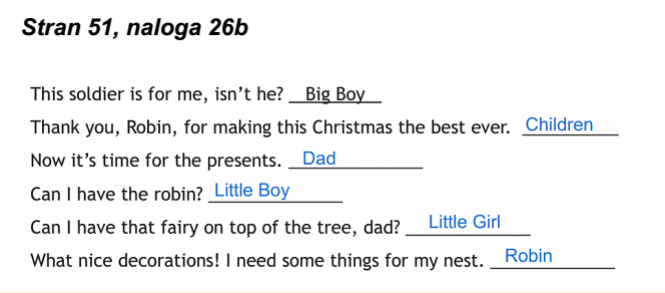 Stran 51, naloga 26b
This soldier is for me, isn't he? __Big Boy__
Thank you, Robin, for making this Christmas the best ever. Children
Now it's time for the presents. Dad
Can I have the robin? Little Boy
Can I have that fairy on top of the tree, dad? Little Girl
What nice decorations! I need some things for my nest. Robin